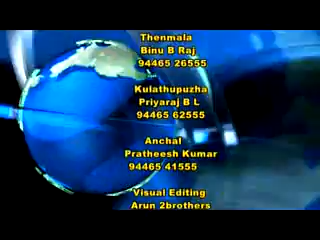 Thenmala
Binu B Raj
94465 26555
Kulathupuzha
Priyaraj B L
94465 62555
Anchal
Pratheesh Kumar
94465 41555
Visual Editing
Arun 2brothers